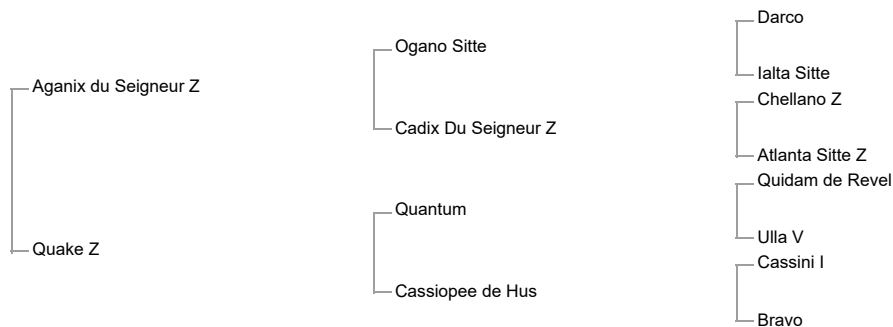 Darco
Ogano Sitte
Ialta Sitte
Aganix du Seigneur Z
Chellano Z
Cadix Du Seigneur Z
Atlanta Sitte Z
Quidam de Revel
Quantum
Ulla V
Quake Z
Cassini I
Cassiopee de Hus
Bravo